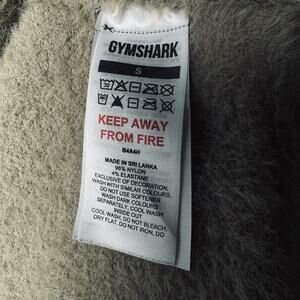 GYMSHARK
S
30
KEEP AWAY
FROM FIRE
B4A4H
MADE IN SRI LANKA
96% NYLON
4% ELASTANE
EXCLUSIVE OF DECORATION.
WASH WITH SIMILAR COLOURS,
DO NOT USE SOFTENER
WASH DARK COLOURS
SEPARATELY, COOL WASH
INSIDE OUT
COOL WASH, DO NOT BLEACH,
DRY FLAT, DO NOT IRON, DO